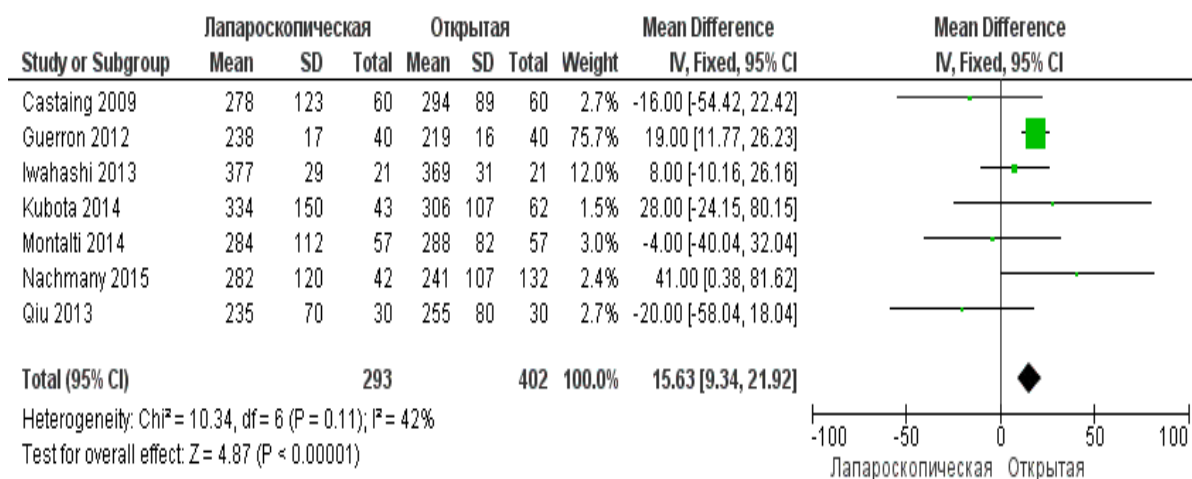 Лапароскопическая Открытая Mean Difference Mean Difference
Study or Subgroup Mean SD Total Mean SD Total Weight IV, Fixed, 95% CI IV, Fixed, 95% CI
Castaing 2009 278 123 60 294 89 60 2.7% -16.00 [-54.42, 22.42]
Guerron 2012 238 17 40 219 16 40 75.7% 19.00 [11.77, 26.23]
Iwahashi 2013 377 29 21 369 31 21 12.0% 8.00 [-10.16, 26.16]
Kubota 2014 334 150 43 306 107 62 1.5% 28.00 [-24.15, 80.15]
Montalti 2014 284 112 57 288 82 57 3.0% -4.00 [-40.04, 32.04]
Nachmany 2015 282 120 42 241 107 132 2.4% 41.00 [0.38, 81.62]
Qiu 2013 235 70 30 255 80 30 2.7% -20.00 [-58.04, 18.04]
Total (95% CI) 293 402 100.0% 15.63 [9.34, 21.92]
Heterogeneity: Chi² = 10.34, df = 6 (P = 0.11); I² = 42%
Test for overall effect: Z = 4.87 (P < 0.00001)
-100 -50 0 50 100
Лапароскопическая Открытая